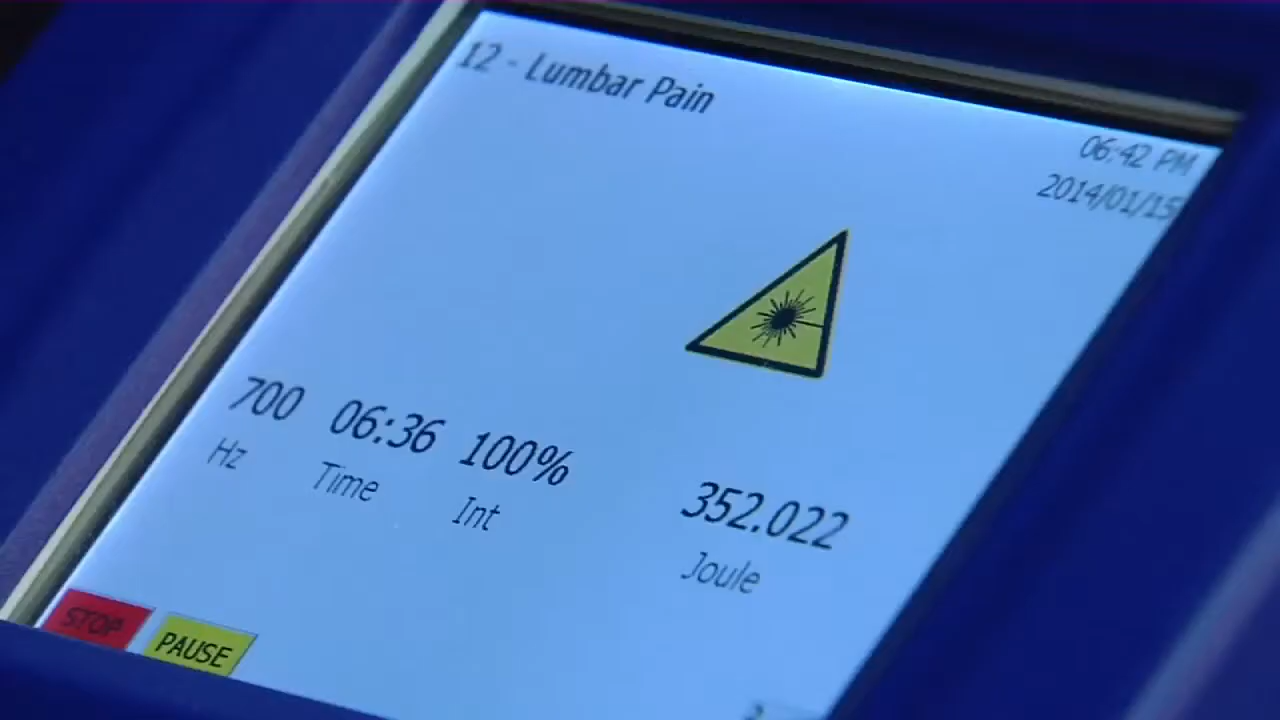 12 - Lumbar Pain
06:42 PM
2014/01/15
700 06:36 100% 352.022
Hz Time Int Joule
STOP PAUSE